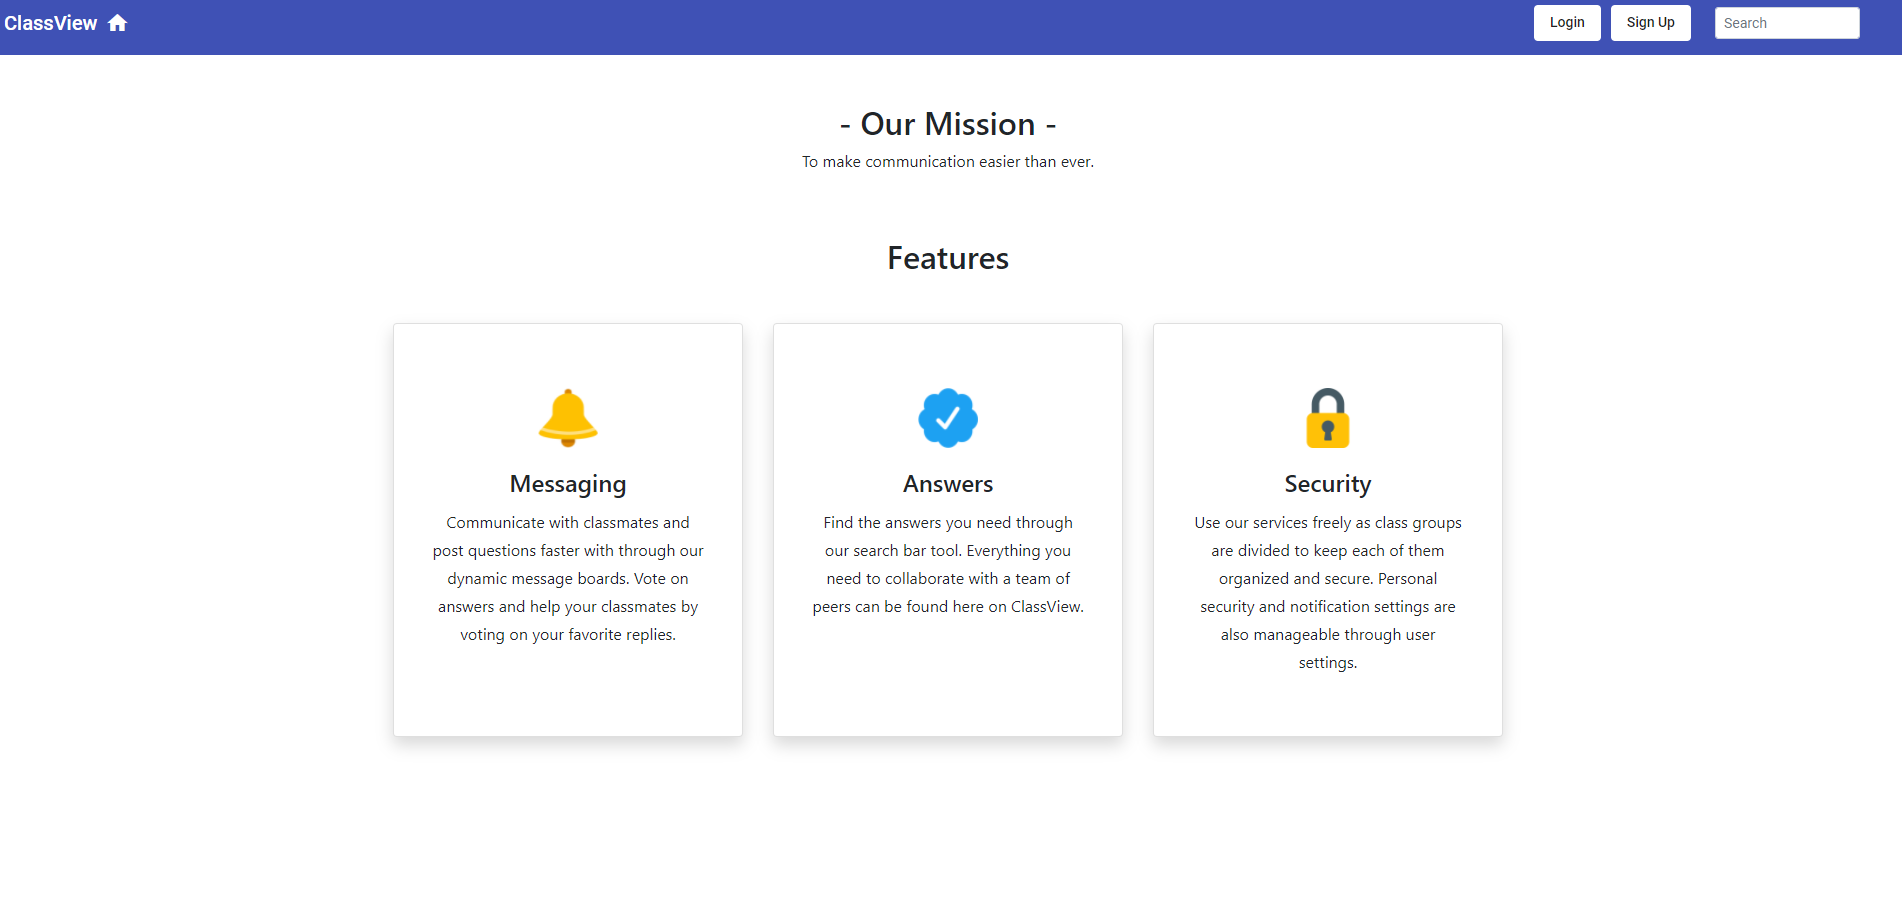 ClassView
Login
Sign Up
Search
- Our Mission -
To make communication easier than ever.
Features
Messaging
Communicate with classmates and
post questions faster with through our
dynamic message boards. Vote on
answers and help your classmates by
voting on your favorite replies.
Answers
Find the answers you need through
our search bar tool. Everything you
need to collaborate with a team of
peers can be found here on ClassView.
Security
Use our services freely as class groups
are divided to keep each of them
organized and secure. Personal
security and notification settings are
also manageable through user
settings.